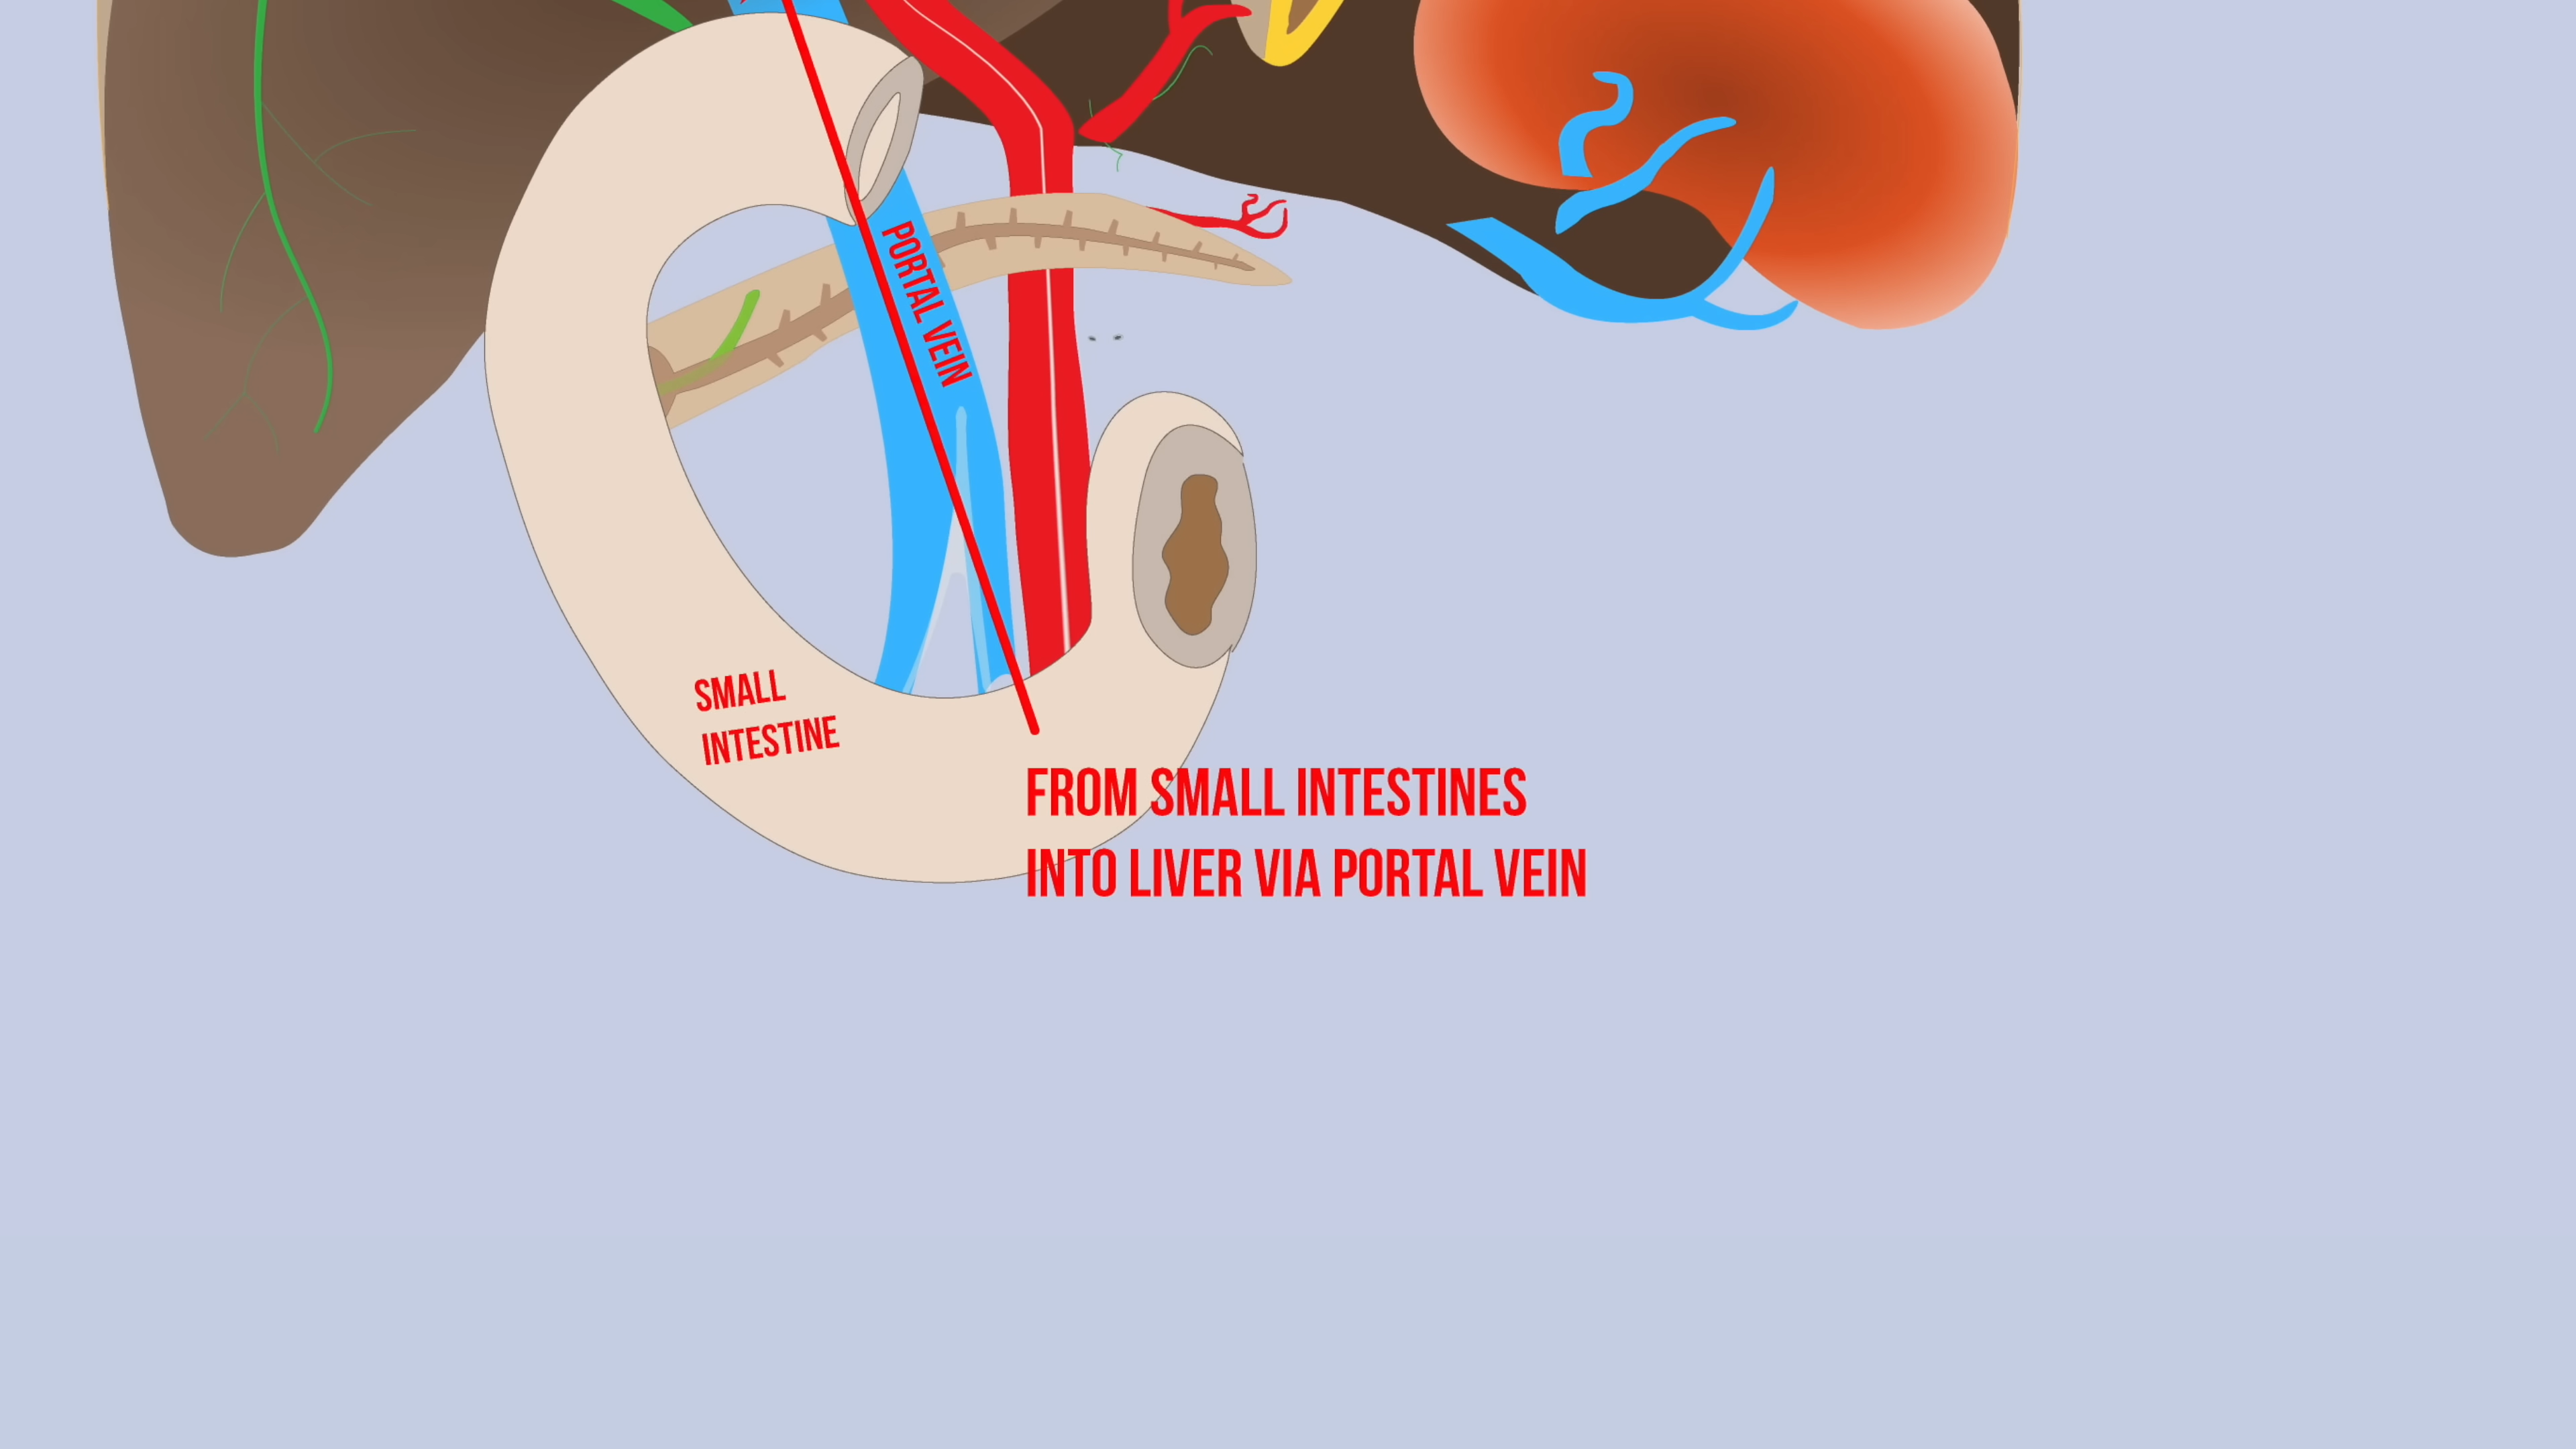 PORTAL VEIN
SMALL
INTESTINE
FROM SMALL INTESTINES
INTO LIVER VIA PORTAL VEIN